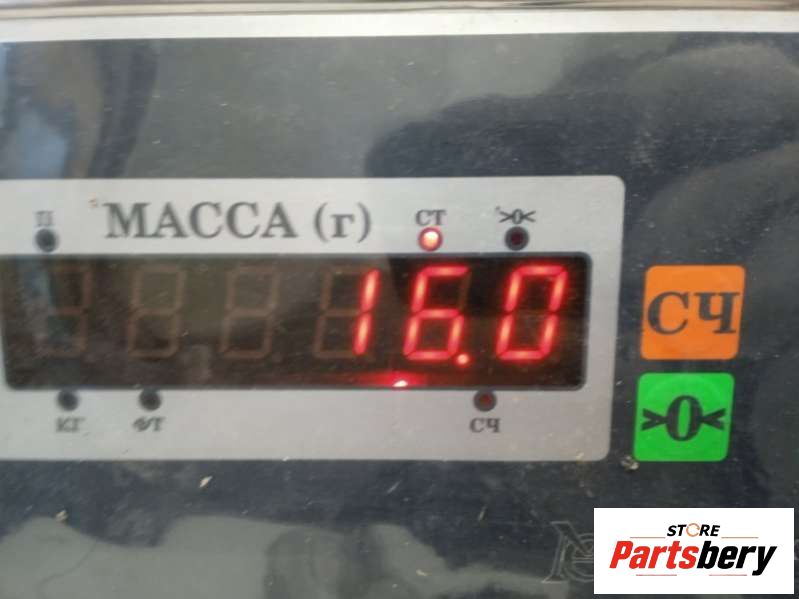 МАССА (г) СТ >0<
16.0
СЧ
КГ ФТ СЧ
>0<
STORE
Partsbery